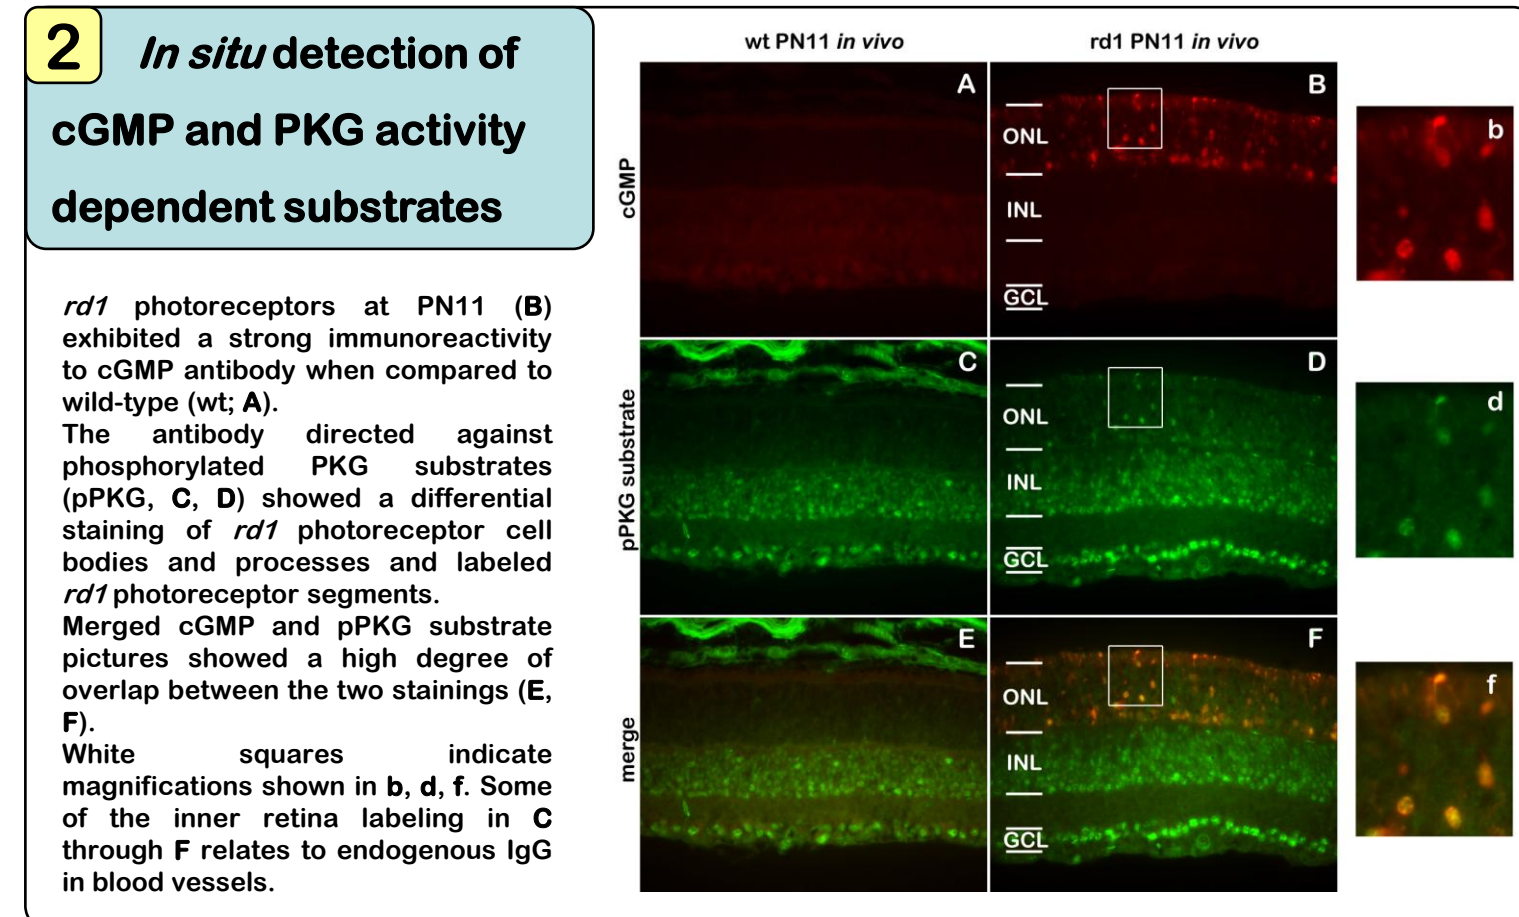 2
In situ detection of
cGMP and PKG activity
dependent substrates
rd1 photoreceptors at PN11 (B)
exhibited a strong immunoreactivity
to cGMP antibody when compared to
wild-type (wt; A).
The antibody directed against
phosphorylated PKG substrates
(pPKG, C, D) showed a differential
staining of rd1 photoreceptor cell
bodies and processes and labeled
rd1 photoreceptor segments.
Merged cGMP and pPKG substrate
pictures showed a high degree of
overlap between the two stainings (E,
F).
White squares indicate
magnifications shown in b, d, f. Some
of the inner retina labeling in C
through F relates to endogenous IgG
in blood vessels.
wt PN11 in vivo
rd1 PN11 in vivo
cGMP
A
B
ONL
INL
GCL
b
pPKG substrate
C
D
ONL
INL
GCL
d
merge
E
F
ONL
INL
GCL
f